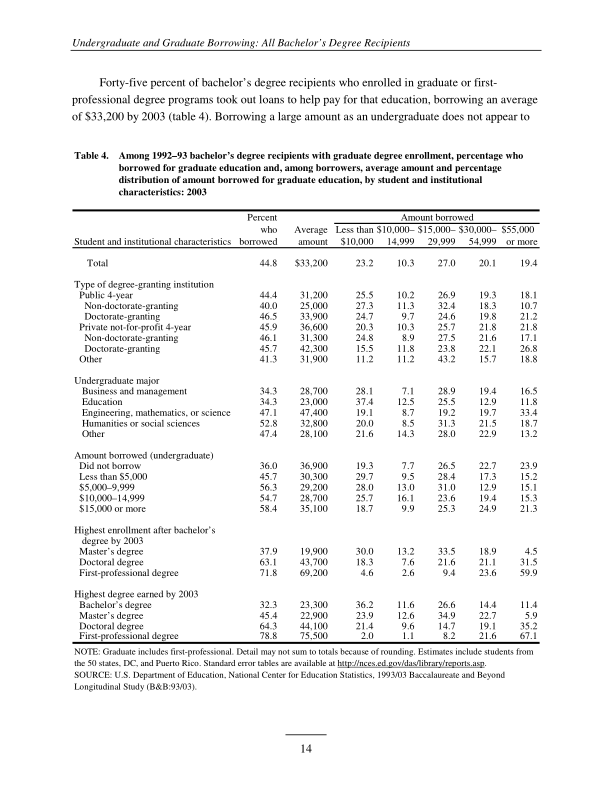 Undergraduate and Graduate Borrowing: All Bachelor's Degree Recipients
Forty-five percent of bachelor's degree recipients who enrolled in graduate or first-
professional degree programs took out loans to help pay for that education, borrowing an average
of $33,200 by 2003 (table 4). Borrowing a large amount as an undergraduate does not appear to
Table 4. Among 1992–93 bachelor's degree recipients with graduate degree enrollment, percentage who
borrowed for graduate education and, among borrowers, average amount and percentage
distribution of amount borrowed for graduate education, by student and institutional
characteristics: 2003
Percent Amount borrowed
who Average Less than $10,000– $15,000– $30,000– $55,000
Student and institutional characteristics borrowed amount $10,000 14,999 29,999 54,999 or more
Total 44.8 $33,200 23.2 10.3 27.0 20.1 19.4
Type of degree-granting institution
Public 4-year 44.4 31,200 25.5 10.2 26.9 19.3 18.1
Non-doctorate-granting 40.0 25,000 27.3 11.3 32.4 18.3 10.7
Doctorate-granting 46.5 33,900 24.7 9.7 24.6 19.8 21.2
Private not-for-profit 4-year 45.9 36,600 20.3 10.3 25.7 21.8 21.8
Non-doctorate-granting 46.1 31,300 24.8 8.9 27.5 21.6 17.1
Doctorate-granting 45.7 42,300 15.5 11.8 23.8 22.1 26.8
Other 41.3 31,900 11.2 11.2 43.2 15.7 18.8
Undergraduate major
Business and management 34.3 28,700 28.1 7.1 28.9 19.4 16.5
Education 34.3 23,000 37.4 12.5 25.5 12.9 11.8
Engineering, mathematics, or science 47.1 47,400 19.1 8.7 19.2 19.7 33.4
Humanities or social sciences 52.8 32,800 20.0 8.5 31.3 21.5 18.7
Other 47.4 28,100 21.6 14.3 28.0 22.9 13.2
Amount borrowed (undergraduate)
Did not borrow 36.0 36,900 19.3 7.7 26.5 22.7 23.9
Less than $5,000 45.7 30,300 29.7 9.5 28.4 17.3 15.2
$5,000–9,999 56.3 29,200 28.0 13.0 31.0 12.9 15.1
$10,000–14,999 54.7 28,700 25.7 16.1 23.6 19.4 15.3
$15,000 or more 58.4 35,100 18.7 9.9 25.3 24.9 21.3
Highest enrollment after bachelor's
degree by 2003
Master's degree 37.9 19,900 30.0 13.2 33.5 18.9 4.5
Doctoral degree 63.1 43,700 18.3 7.6 21.6 21.1 31.5
First-professional degree 71.8 69,200 4.6 2.6 9.4 23.6 59.9
Highest degree earned by 2003
Bachelor's degree 32.3 23,300 36.2 11.6 26.6 14.4 11.4
Master's degree 45.4 22,900 23.9 12.6 34.9 22.7 5.9
Doctoral degree 64.3 44,100 21.4 9.6 14.7 19.1 35.2
First-professional degree 78.8 75,500 2.0 1.1 8.2 21.6 67.1
NOTE: Graduate includes first-professional. Detail may not sum to totals because of rounding. Estimates include students from
the 50 states, DC, and Puerto Rico. Standard error tables are available at http://nces.ed.gov/das/library/reports.asp.
SOURCE: U.S. Department of Education, National Center for Education Statistics, 1993/03 Baccalaureate and Beyond
Longitudinal Study (B&B:93/03).
14